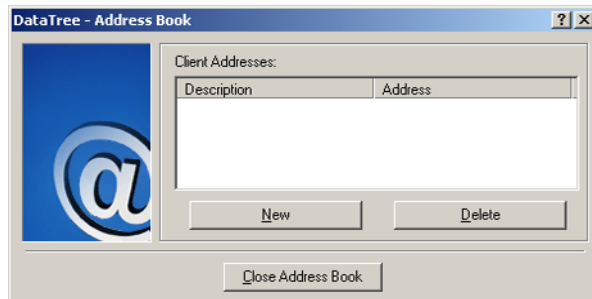 DataTree - Address Book
Client Addresses:
Description Address
New Delete
Close Address Book